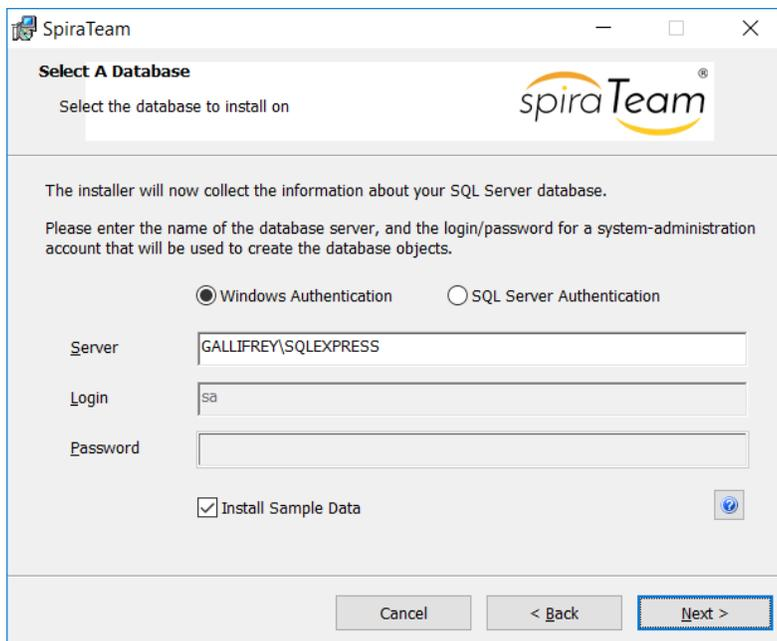 SpiraTeam
Select A Database
Select the database to install on
spiraTeam®
The installer will now collect the information about your SQL Server database.
Please enter the name of the database server, and the login/password for a system-administration
account that will be used to create the database objects.
Windows Authentication SQL Server Authentication
Server GALLIFREY\SQLEXPRESS
Login sa
Password
Install Sample Data ?
Cancel < Back Next >